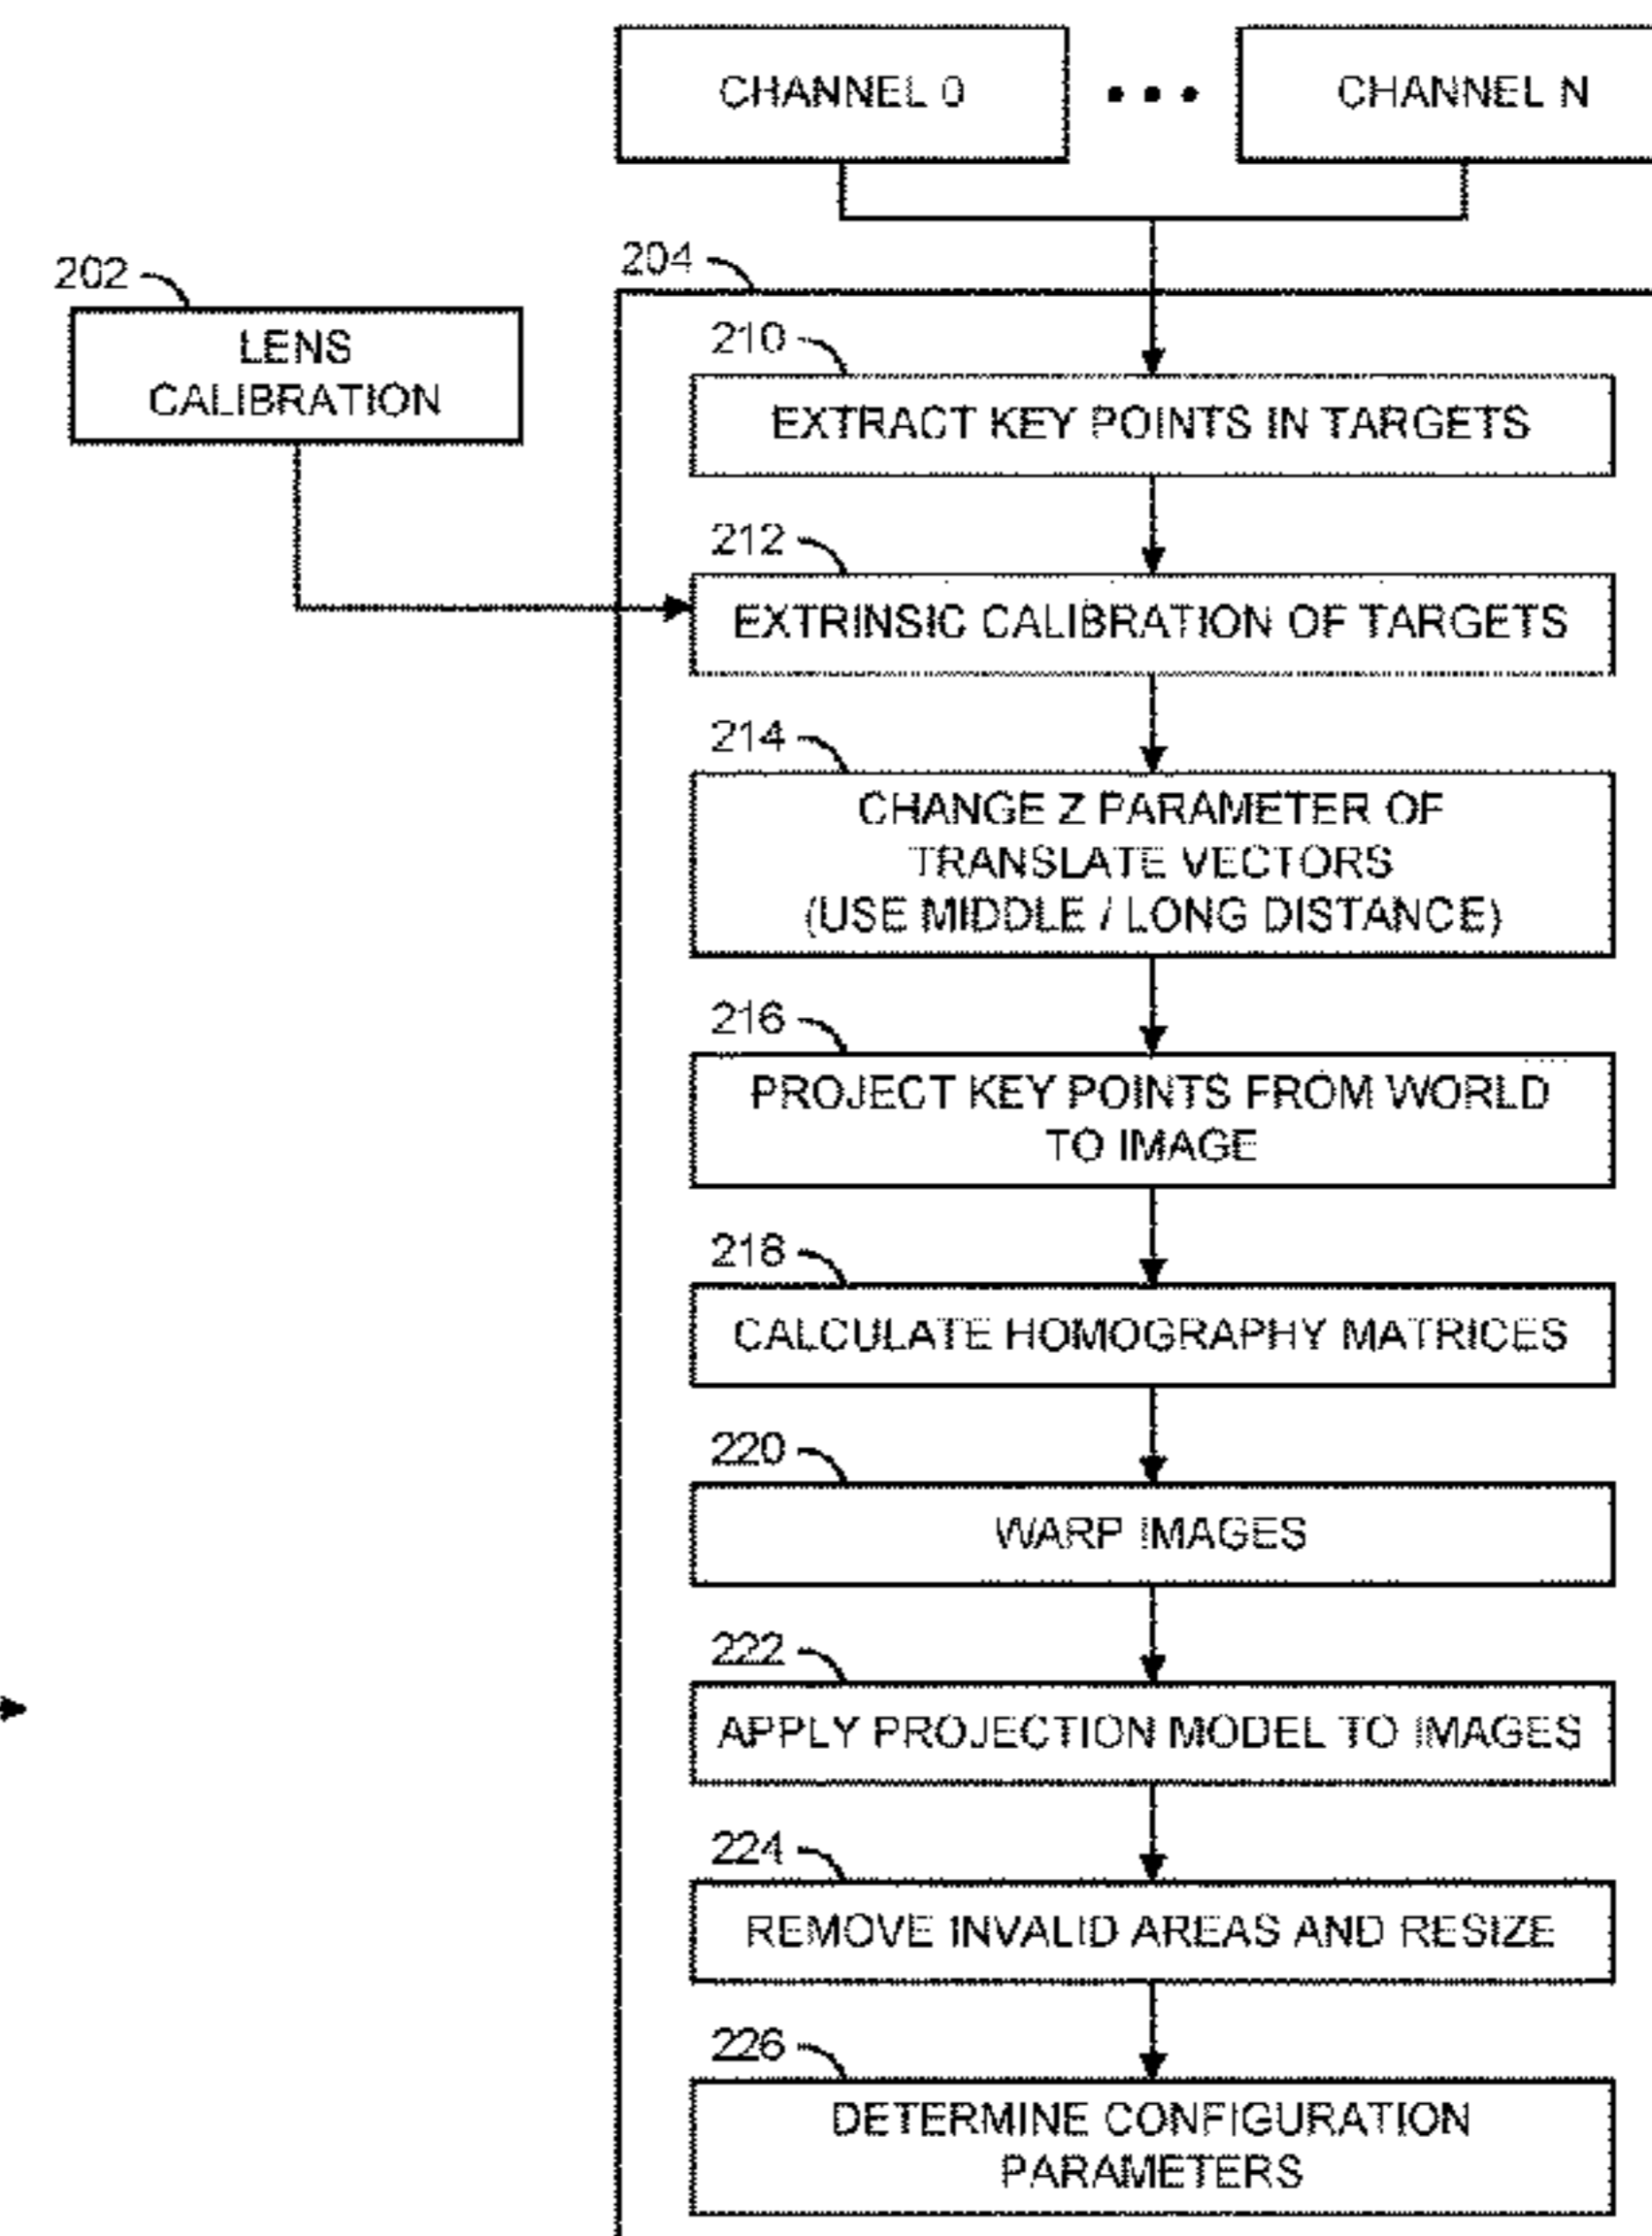 CHANNEL 0
CHANNEL N
202
LENS
CALIBRATION
204
210
EXTRACT KEY POINTS IN TARGETS
212
EXTRINSIC CALIBRATION OF TARGETS
214
CHANGE Z PARAMETER OF
TRANSLATE VECTORS
(USE MIDDLE / LONG DISTANCE)
216
PROJECT KEY POINTS FROM WORLD
TO IMAGE
218
CALCULATE HOMOGRAPHY MATRICES
220
WARP IMAGES
222
APPLY PROJECTION MODEL TO IMAGES
224
REMOVE INVALID AREAS AND RESIZE
226
DETERMINE CONFIGURATION
PARAMETERS